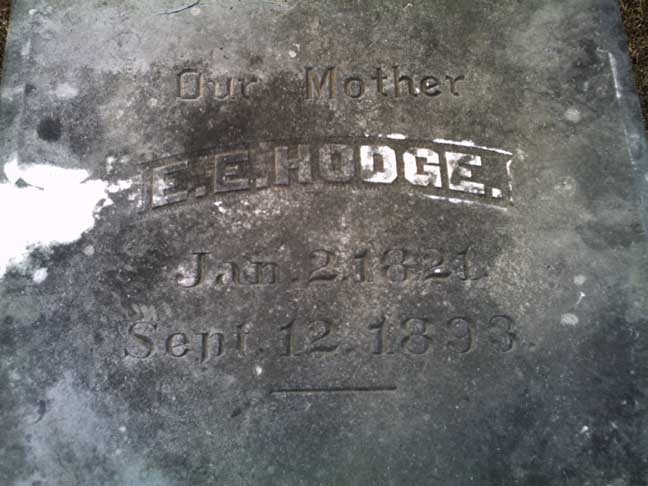 Our Mother
E.E.HODGE.
Jan. 2,1821.
Sept. 12.1893.